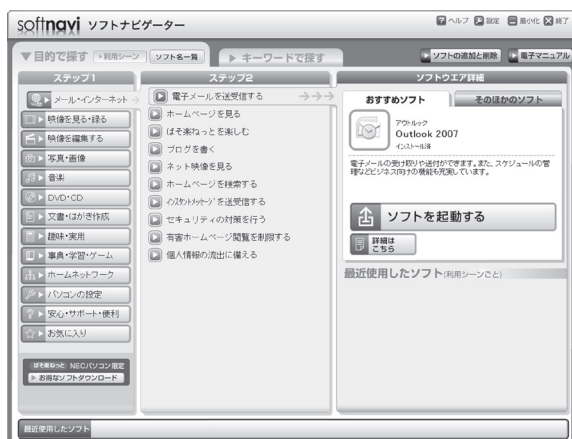 softnavi ソフトナビゲーター
ヘルプ 設定 最小化 終了
▼目的で探す ▶利用シーン ソフト名一覧 ▶ キーワードで探す
ソフトの追加と削除 電子マニュアル
ステップ1
メール・インターネット
映像を見る・録る
映像を編集する
写真・画像
音楽
DVD・CD
文書・はがき作成
趣味・実用
事典・学習・ゲーム
ホームネットワーク
パソコンの設定
安心・サポート・便利
お気に入り
ぱそ楽ねっと NECパソコン限定
お得なソフトダウンロード
ステップ2
電子メールを送受信する
ホームページを見る
ぱそ楽ねっとを楽しむ
ブログを書く
ネット映像を見る
ホームページを検索する
インスタントメッセージを送受信する
セキュリティの対策を行う
有害ホームページ閲覧を制限する
個人情報の流出に備える
ソフトウエア詳細
おすすめソフト そのほかのソフト
アウトルック
Outlook 2007
インストール済
電子メールの受け取りや送付ができます。また、スケジュールの管
理などビジネス向けの機能も充実しています。
ソフトを起動する
詳細は
こちら
最近使用したソフト(利用シーンごと)
最近使用したソフト